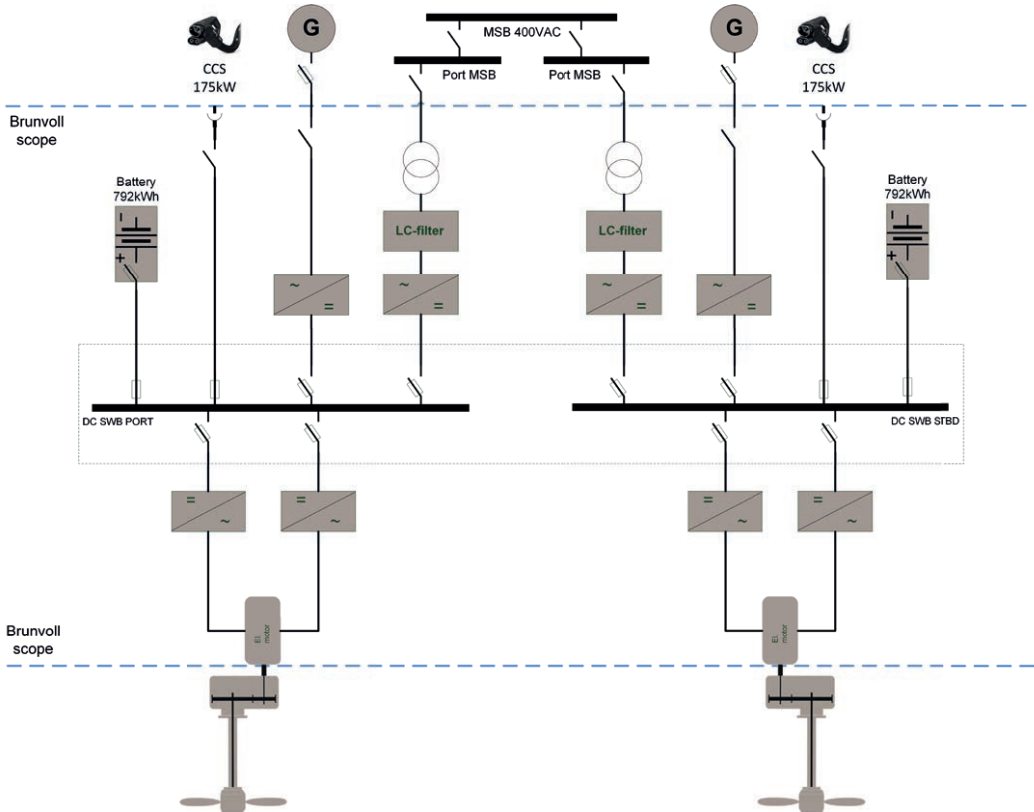 G
MSB 400VAC
G
CCS
175kW
Port MSB
Port MSB
CCS
175kW
Brunvoll
scope
Battery
792kWh
Battery
792kWh
LC-filter
LC-filter
~
=
~
=
~
=
~
=
DC SWB PORT
DC SWB STBD
=
~
=
~
=
~
=
~
El.
motor
El.
motor
Brunvoll
scope